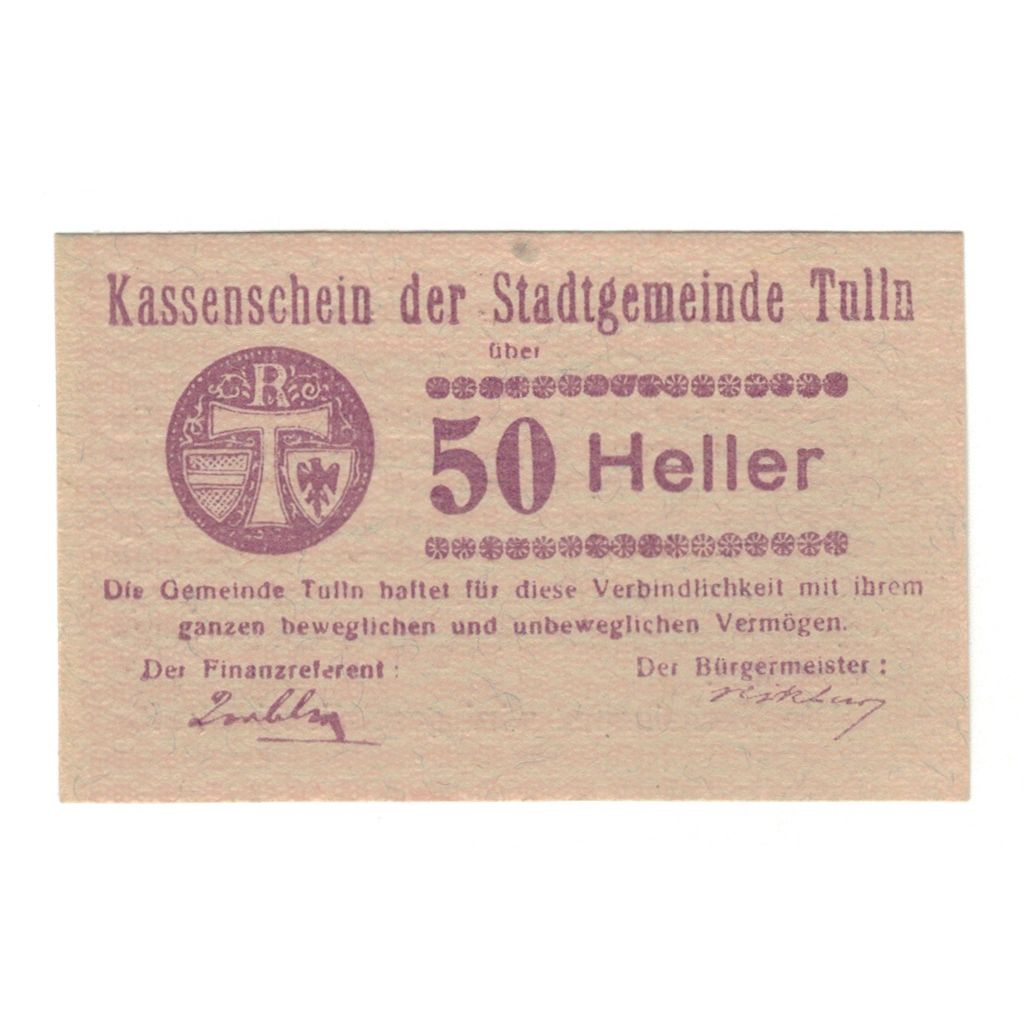 Kassenschein der Stadtgemeinde Tulln
über
R
50 Heller
Die Gemeinde Tulln haftet für diese Verbindlichkeit mit ihrem
ganzen beweglichen und unbeweglichen Vermögen.
Der Finanzreferent: Der Bürgermeister: